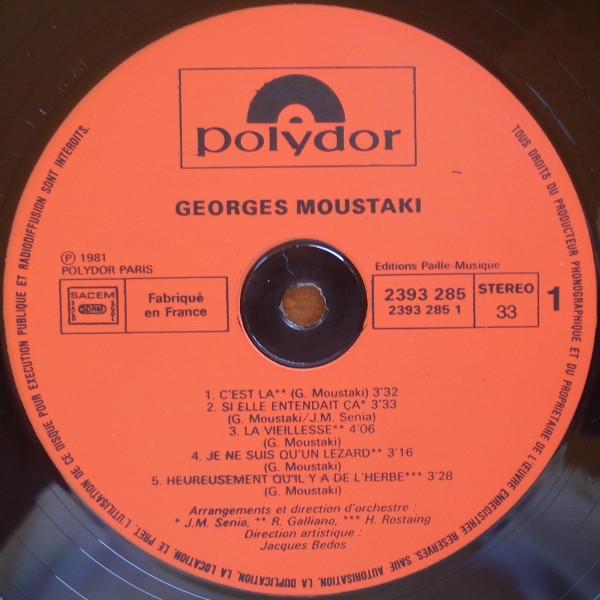 polydor
GEORGES MOUSTAKI
Ⓟ 1981
POLYDOR PARIS
SACEM
SDRM
Fabriqué
en France
Editions Paille-Musique
2393 285
2393 285 1
STEREO
33
1
1. C'EST LA** (G. Moustaki) 3'32
2. SI ELLE ENTENDAIT ÇA* 3'33
(G. Moustaki/J.M. Senia)
3. LA VIEILLESSE** 4'06
(G. Moustaki)
4. JE NE SUIS QU'UN LEZARD** 3'16
(G. Moustaki)
5. HEUREUSEMENT QU'IL Y A DE L'HERBE*** 3'28
(G. Moustaki)
Arrangements et direction d'orchestre :
* J.M. Senia, ** R. Galliano, *** H. Rostaing
Direction artistique :
Jacques Bedos
TOUS DROITS DU PRODUCTEUR PHONOGRAPHIQUE ET DU PROPRIETAIRE DE L'ŒUVRE ENREGISTREE RESERVES. SAUF AUTORISATION, LA DUPLICATION, LA LOCATION, LE PRET, L'UTILISATION DE CE DISQUE POUR EXECUTION PUBLIQUE ET RADIODIFFUSION SONT INTERDITS.